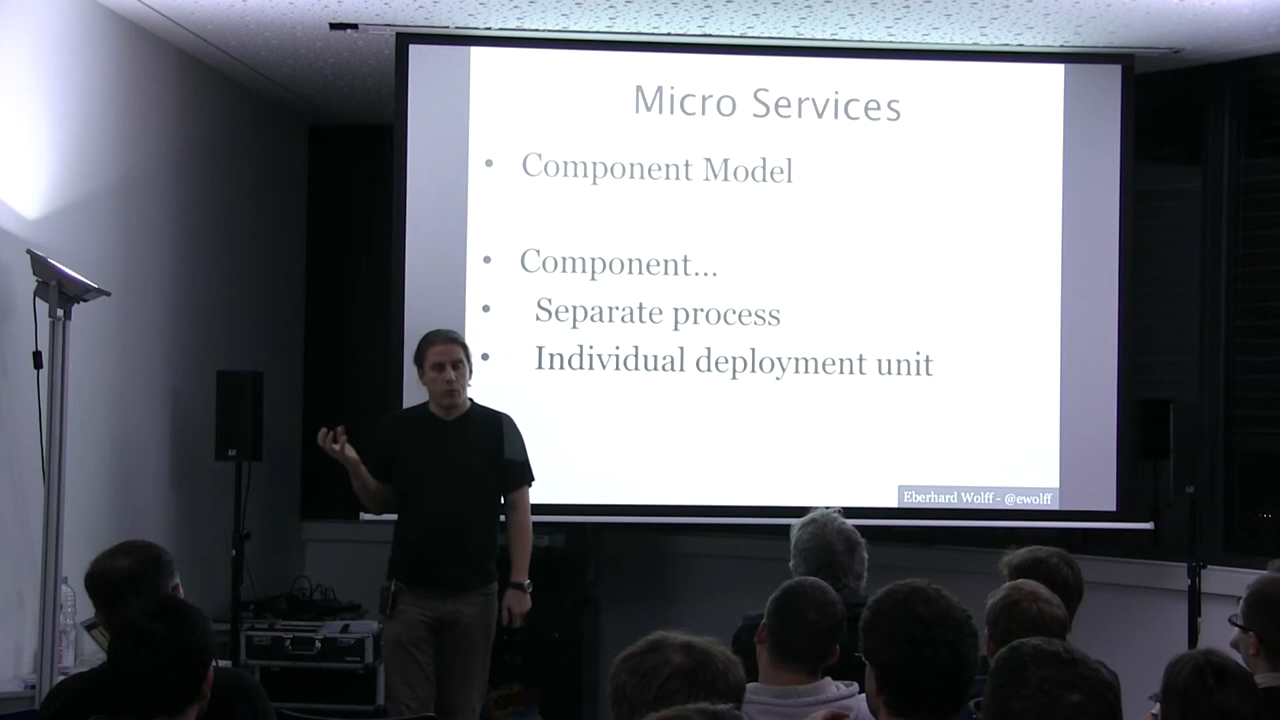 Micro Services
• Component Model
• Component...
• Separate process
• Individual deployment unit
Eberhard Wolff - @ewolff